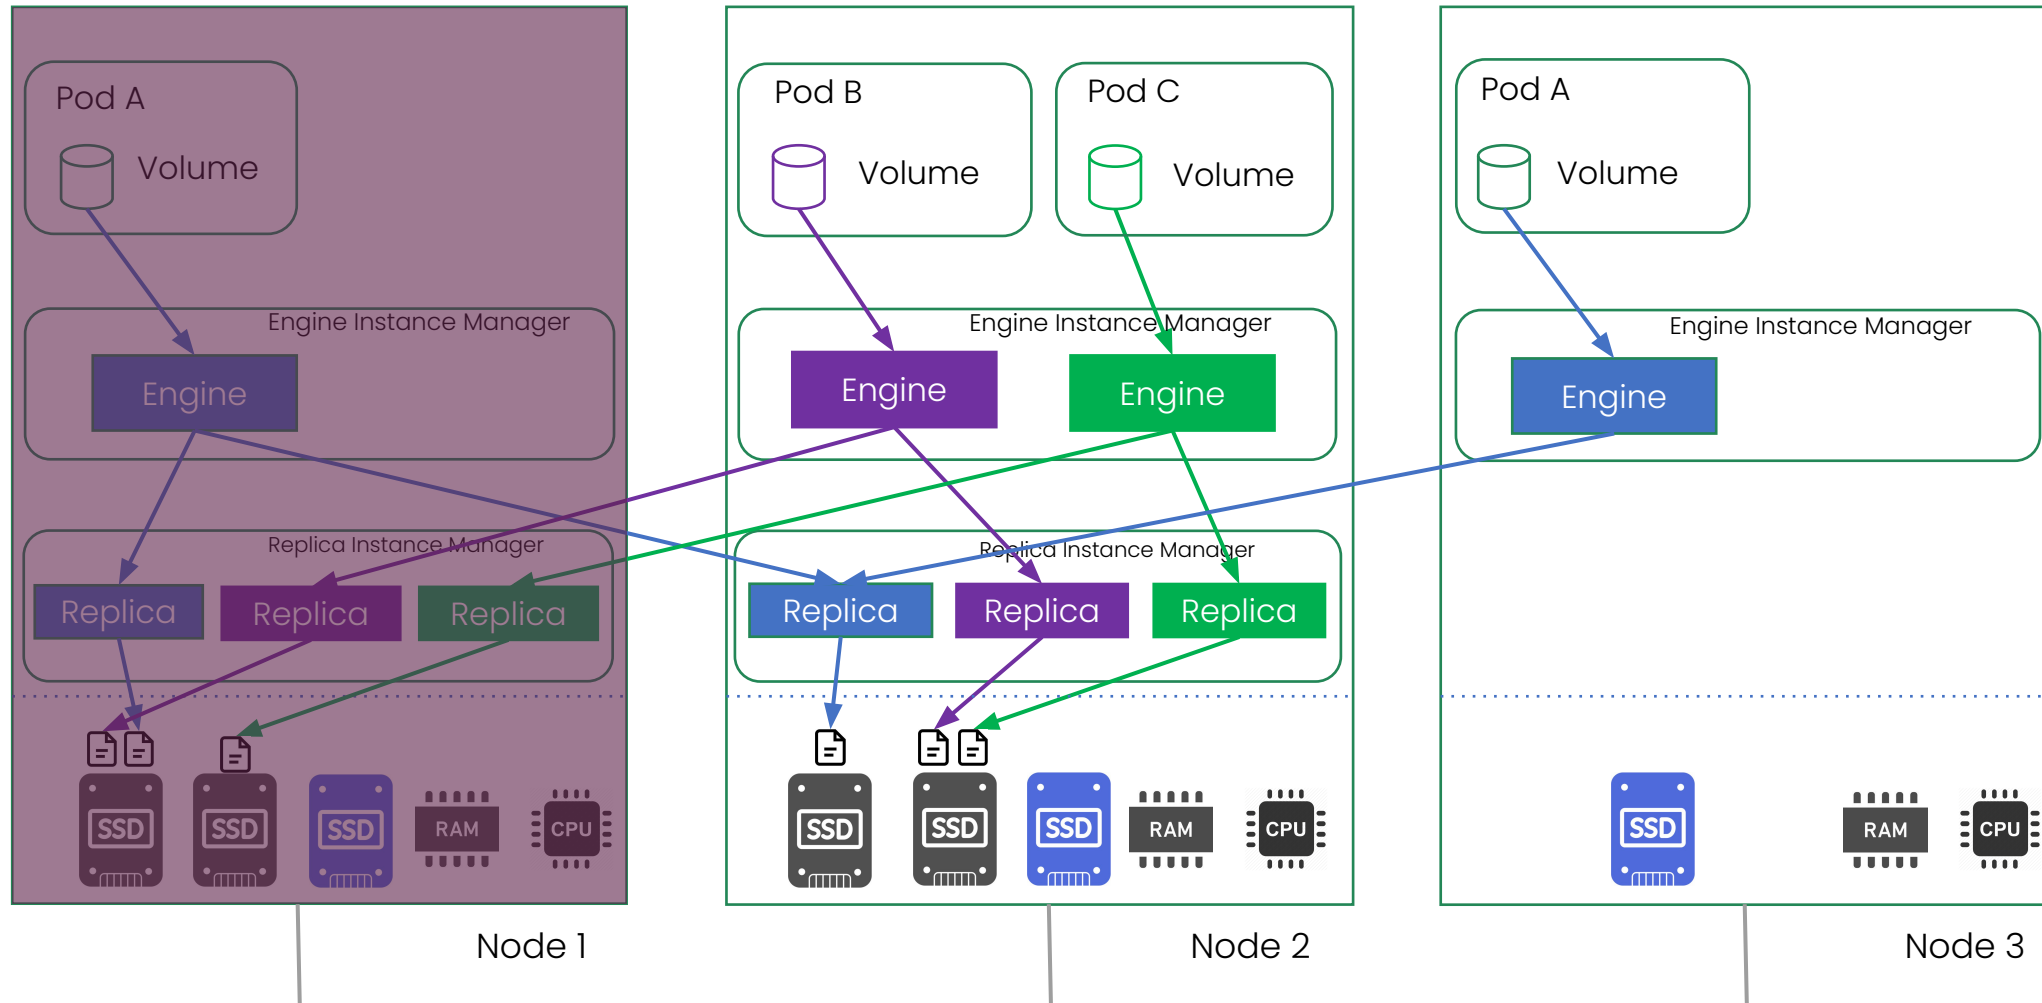 Pod A
Volume
Engine Instance Manager
Engine
Replica Instance Manager
Replica
Replica
Replica
SSD
SSD
SSD
RAM
CPU
Node 1
Pod B
Volume
Pod C
Volume
Engine Instance Manager
Engine
Engine
Replica Instance Manager
Replica
Replica
Replica
SSD
SSD
SSD
RAM
CPU
Node 2
Pod A
Volume
Engine Instance Manager
Engine
SSD
RAM
CPU
Node 3